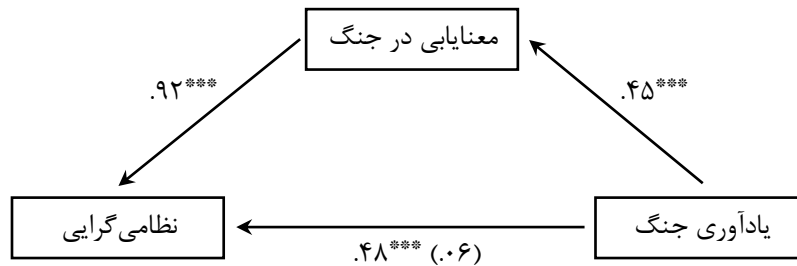 معنایابی در جنگ
.۹۲***
.۴۵***
یادآوری جنگ
نظامی‌گرایی
.۴۸*** (.۰۶)